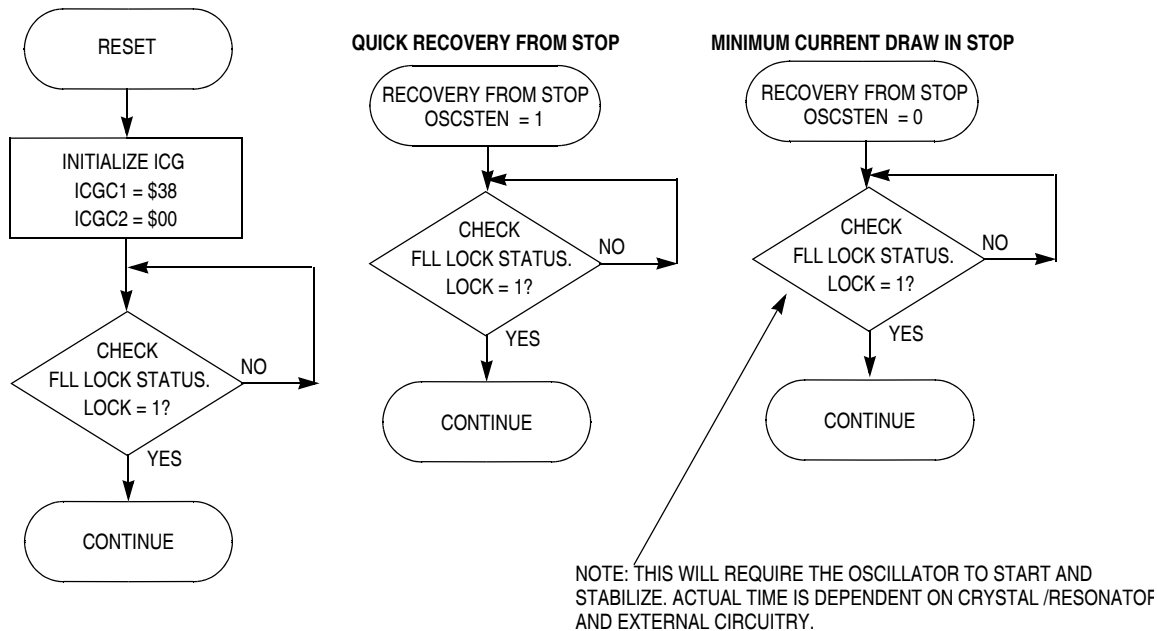 RESET
INITIALIZE ICG
ICGC1 = $38
ICGC2 = $00
CHECK
FLL LOCK STATUS.
LOCK = 1?
NO
YES
CONTINUE
QUICK RECOVERY FROM STOP
RECOVERY FROM STOP
OSCSTEN = 1
CHECK
FLL LOCK STATUS.
LOCK = 1?
NO
YES
CONTINUE
MINIMUM CURRENT DRAW IN STOP
RECOVERY FROM STOP
OSCSTEN = 0
CHECK
FLL LOCK STATUS.
LOCK = 1?
NO
YES
CONTINUE
NOTE: THIS WILL REQUIRE THE OSCILLATOR TO START AND
STABILIZE. ACTUAL TIME IS DEPENDENT ON CRYSTAL /RESONATOR
AND EXTERNAL CIRCUITRY.